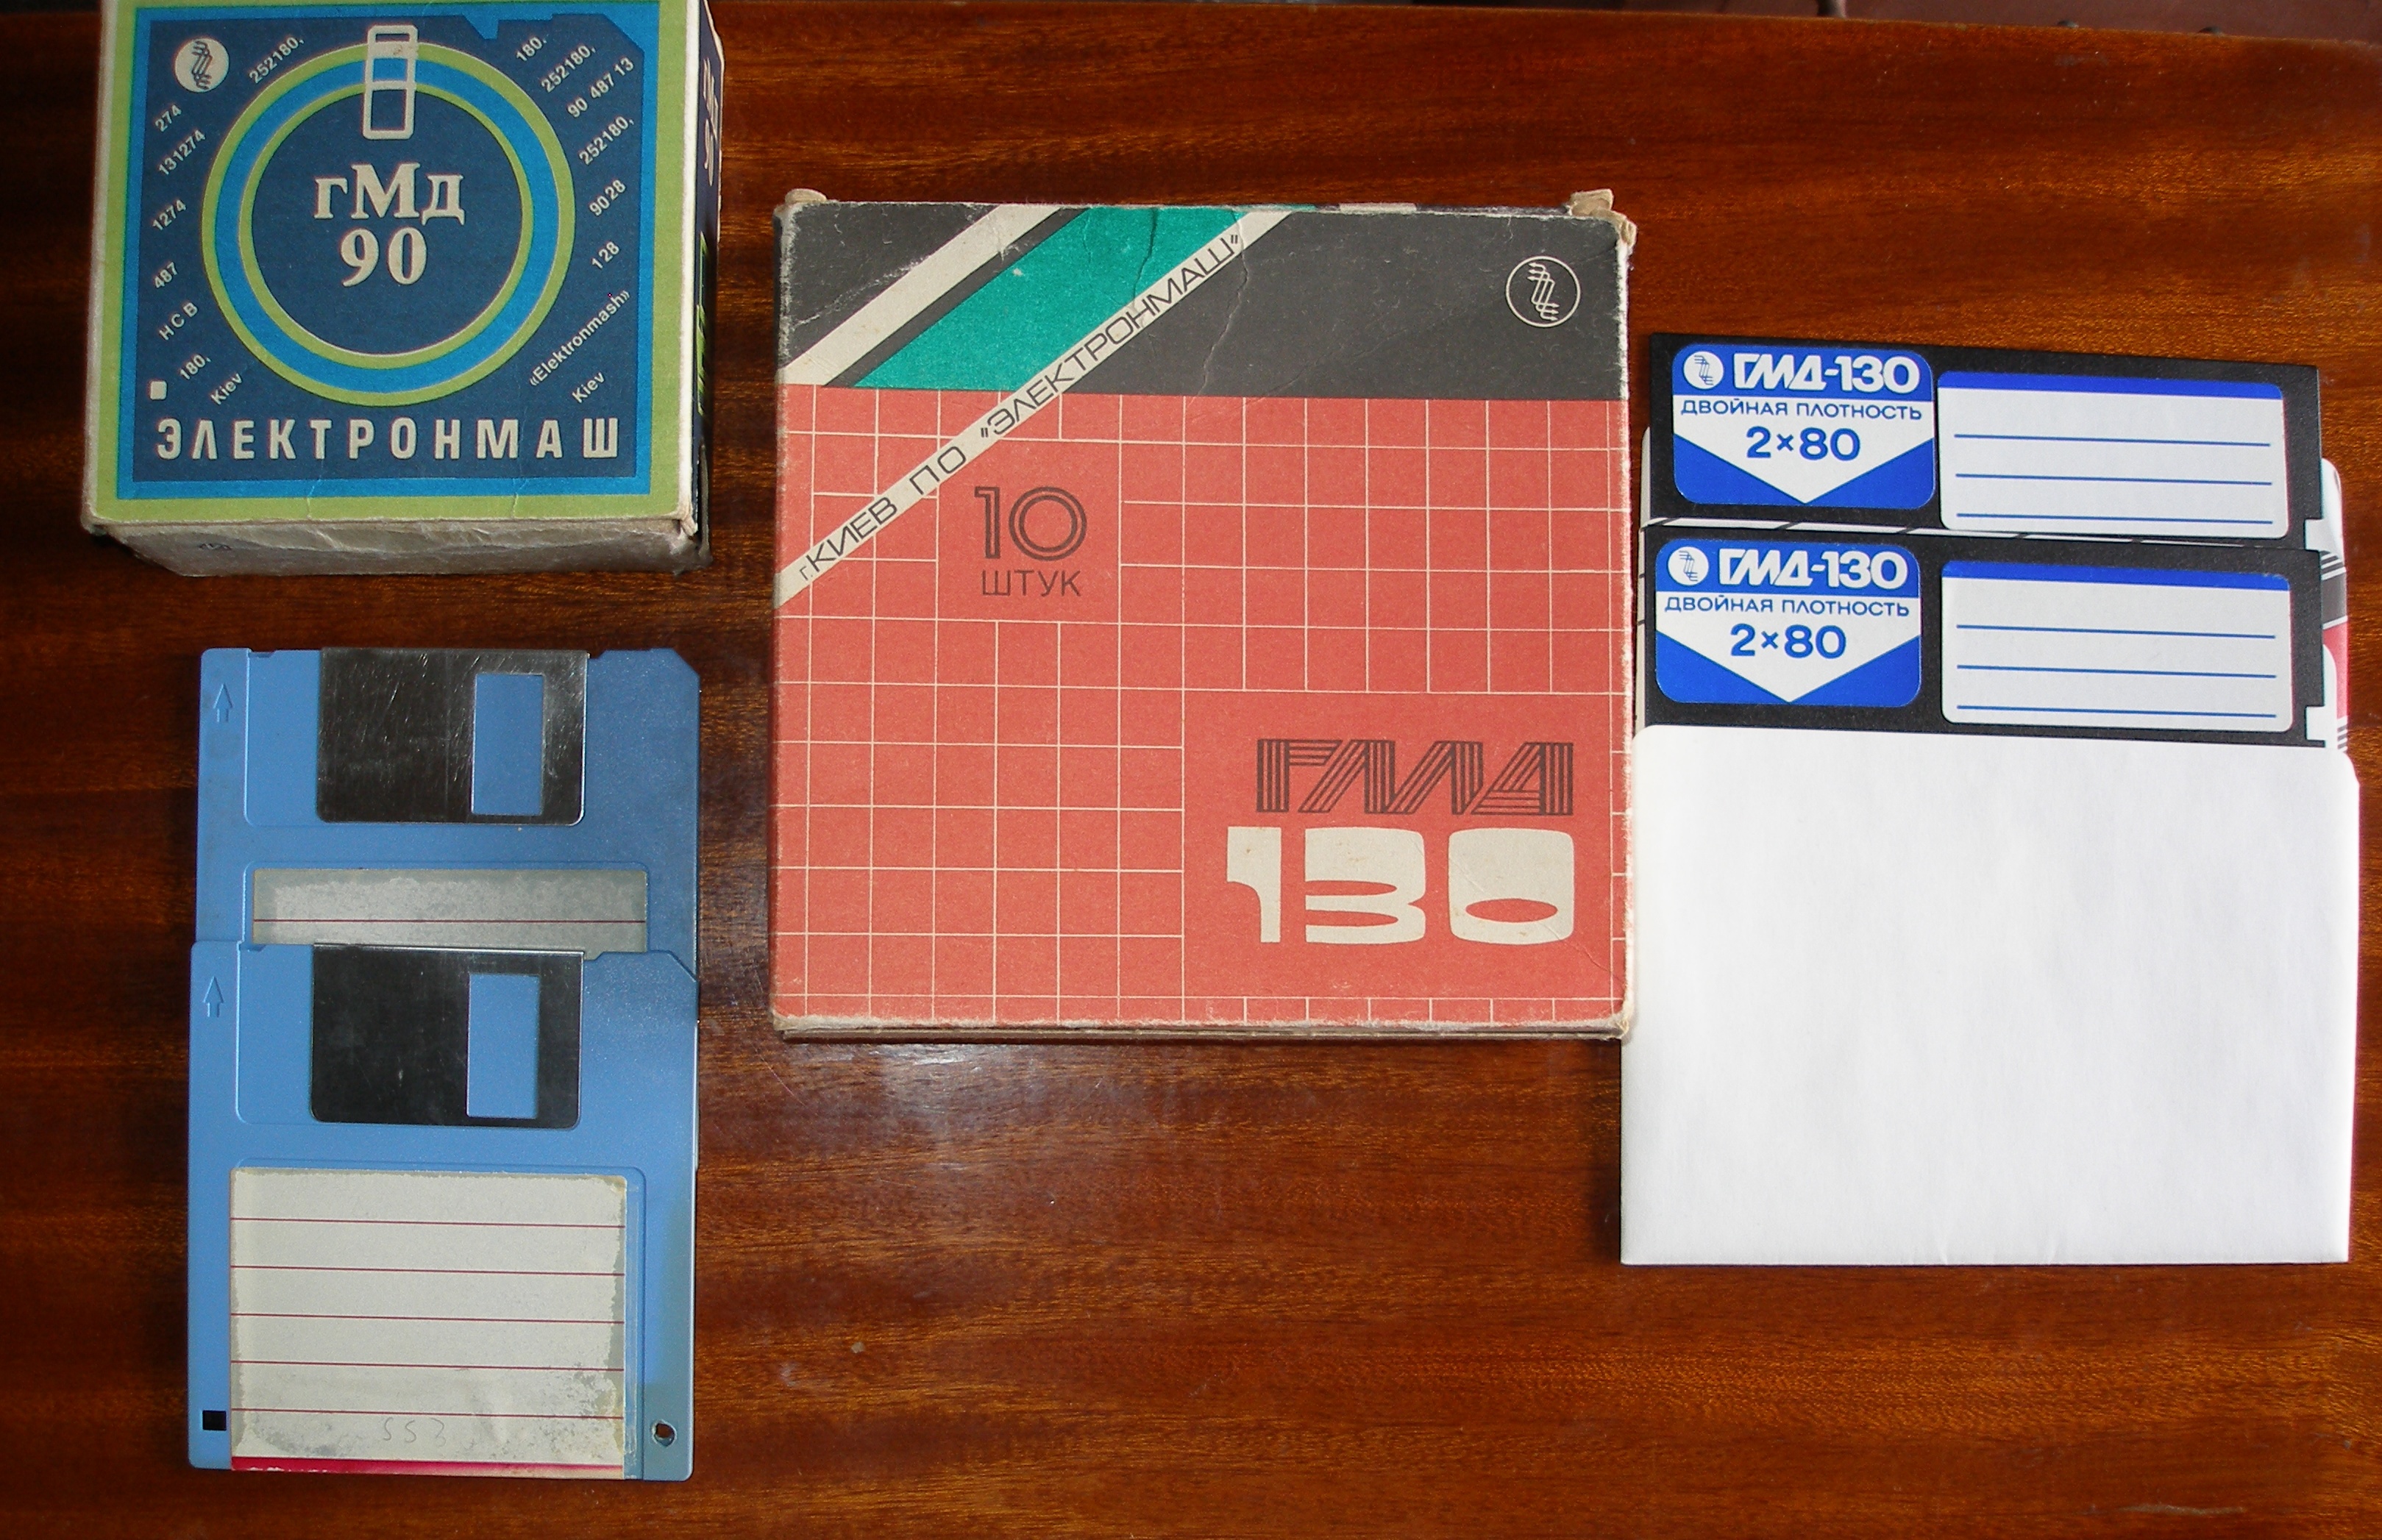 252180,
274
131274
1274
487
НСВ
180,
Kiev
180.
252180,
90 487 13
252180,
9028
128
«Elektronmash»
Kiev
гМд
90
ЭЛЕКТРОНМАШ
г.КИЕВ ПО "ЭЛЕКТРОНМАШ"
10
ШТУК
ГМД
130
ГМД-130
ДВОЙНАЯ ПЛОТНОСТЬ
2×80
ГМД-130
ДВОЙНАЯ ПЛОТНОСТЬ
2×80